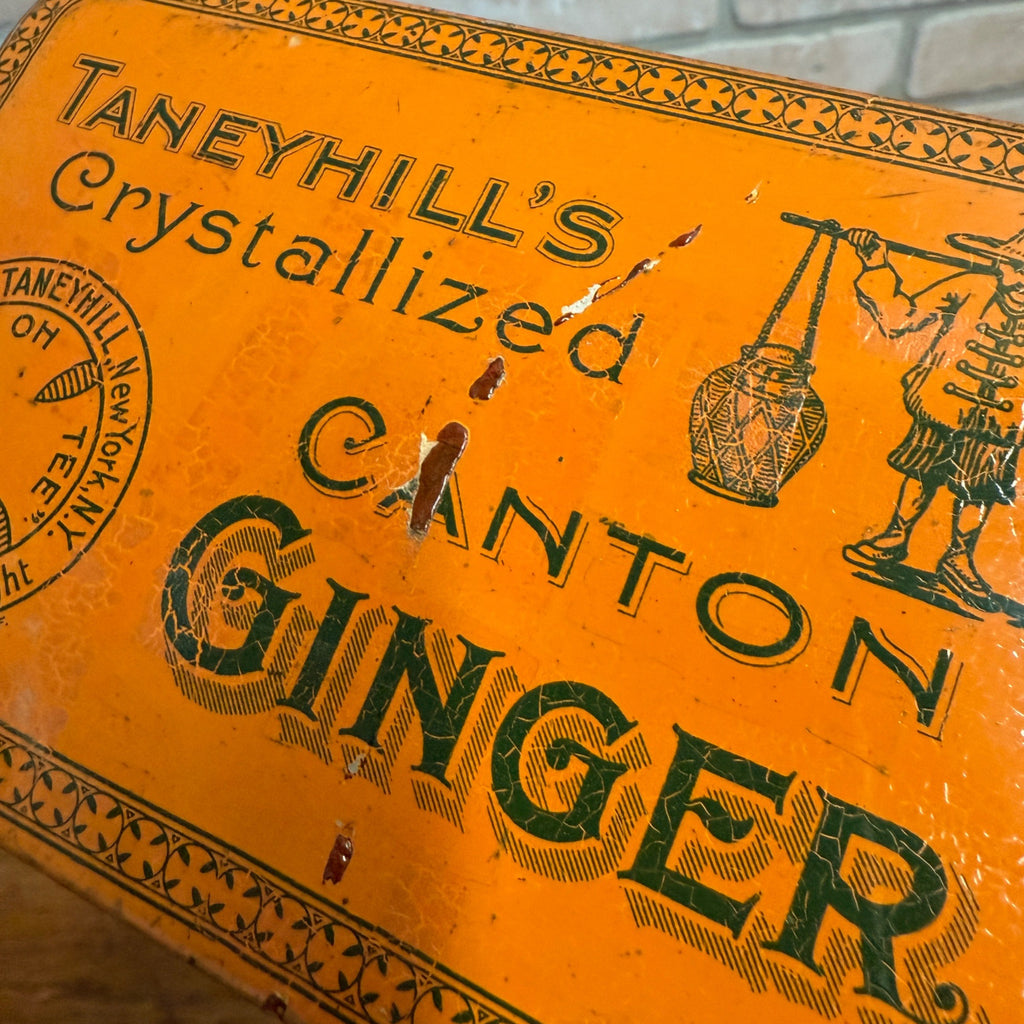 TANEYHILL'S
Crystallized
CANTON
GINGER
TANEYHILL, New York, N.Y.
OH
TEE"